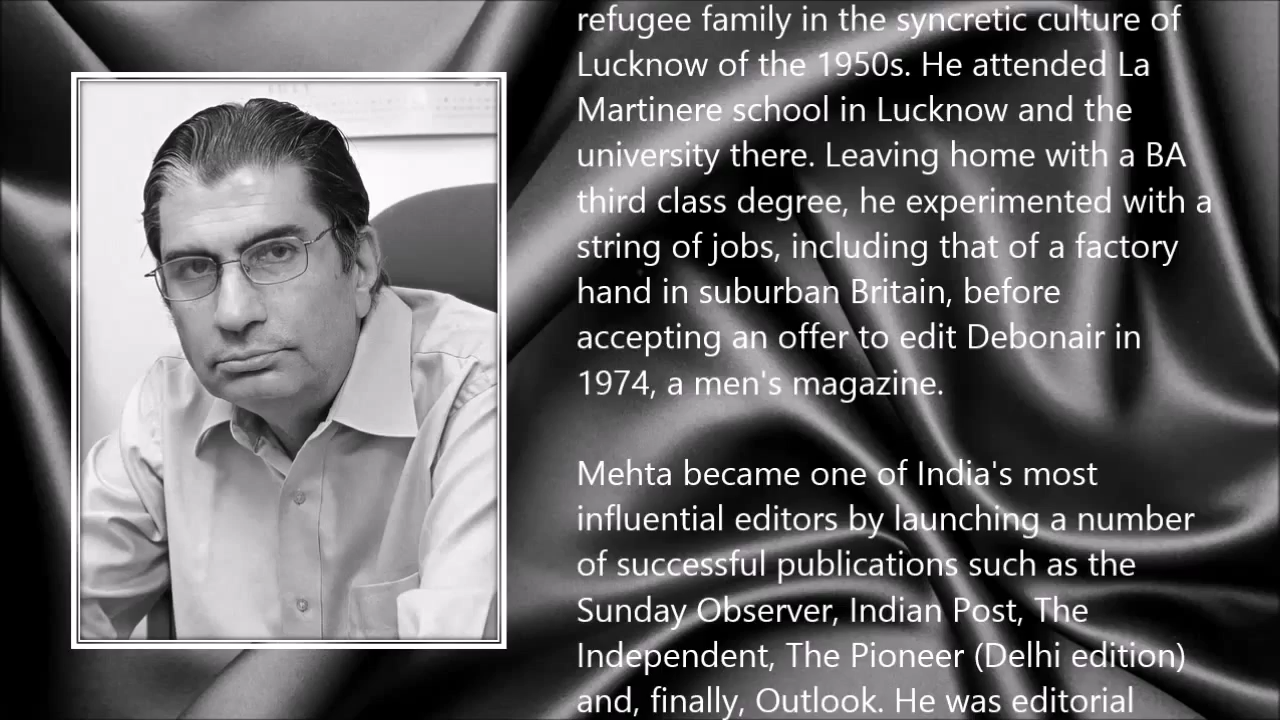 refugee family in the syncretic culture of
Lucknow of the 1950s. He attended La
Martinere school in Lucknow and the
university there. Leaving home with a BA
third class degree, he experimented with a
string of jobs, including that of a factory
hand in suburban Britain, before
accepting an offer to edit Debonair in
1974, a men's magazine.
Mehta became one of India's most
influential editors by launching a number
of successful publications such as the
Sunday Observer, Indian Post, The
Independent, The Pioneer (Delhi edition)
and, finally, Outlook. He was editorial